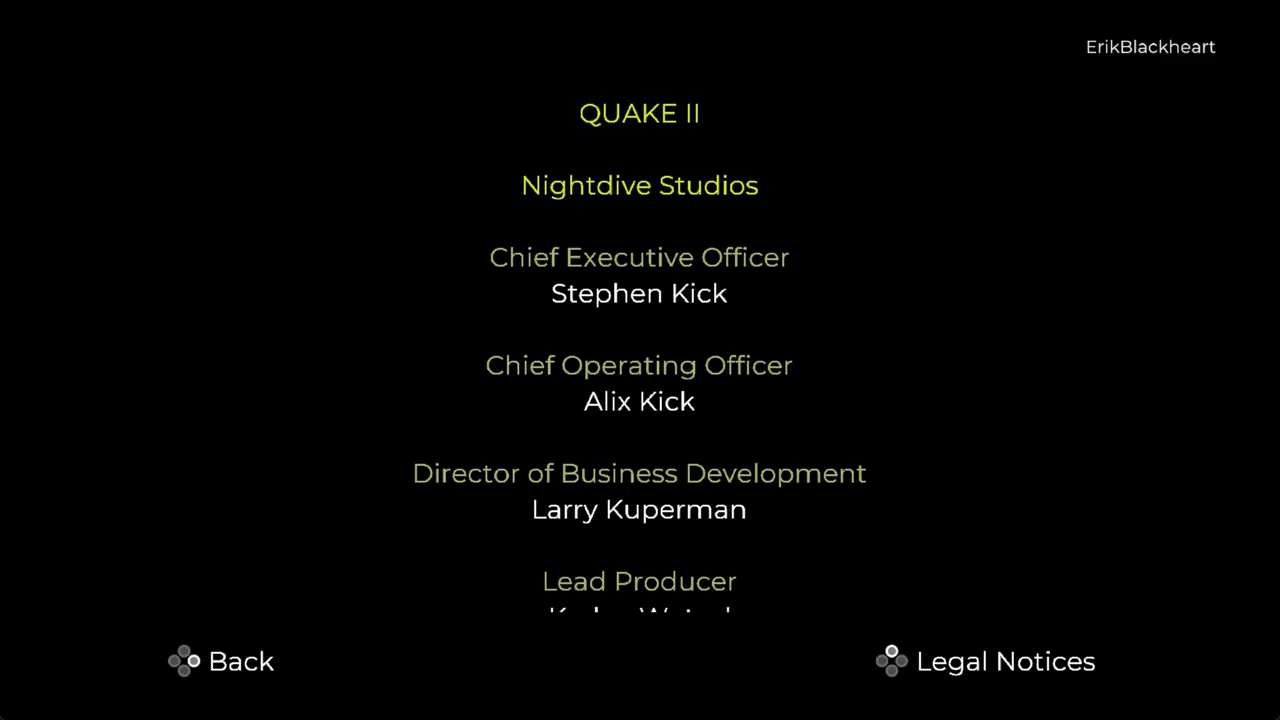 ErikBlackheart
QUAKE II
Nightdive Studios
Chief Executive Officer
Stephen Kick
Chief Operating Officer
Alix Kick
Director of Business Development
Larry Kuperman
Lead Producer
Back
Legal Notices